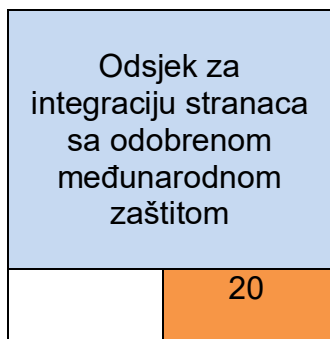 Odsjek za
integraciju stranaca
sa odobrenom
međunarodnom
zaštitom
20